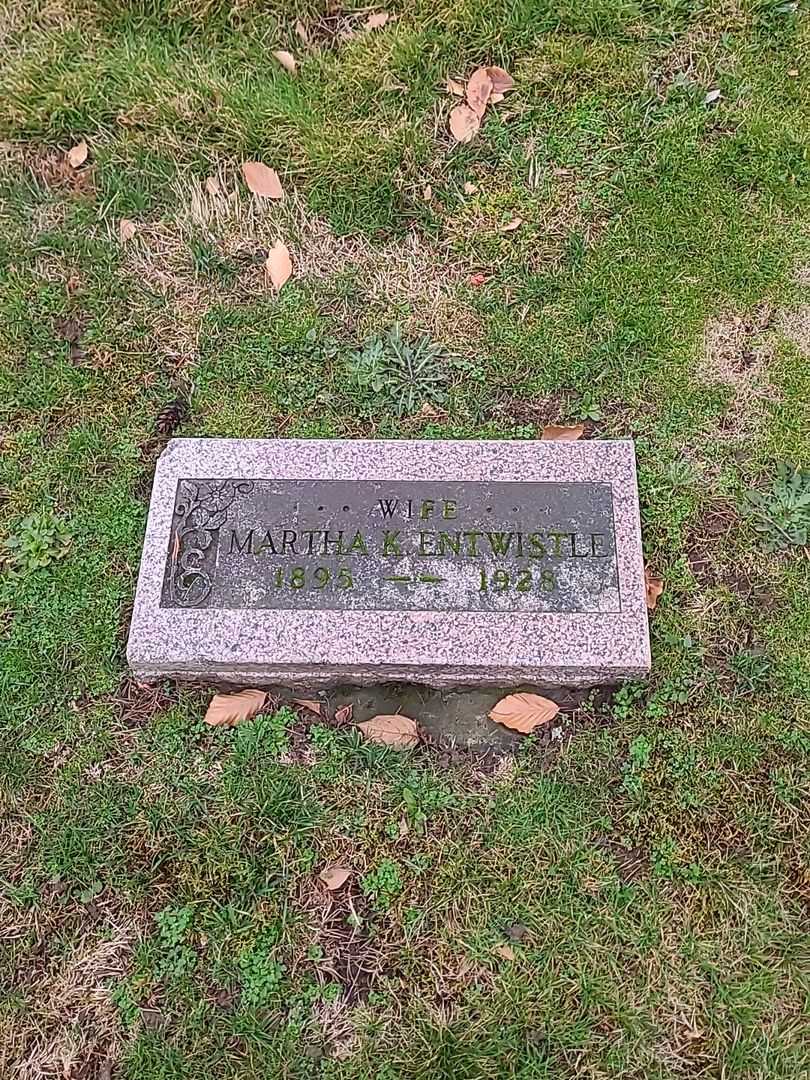 · · WIFE · ·
MARTHA K. ENTWISTLE
1895 — — 1928